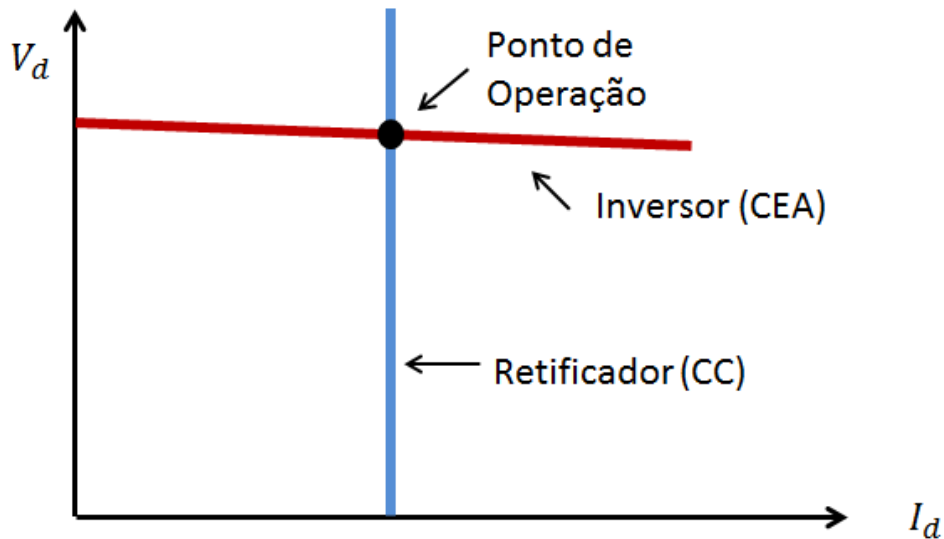 V_d
Ponto de
Operação
Inversor (CEA)
Retificador (CC)
I_d